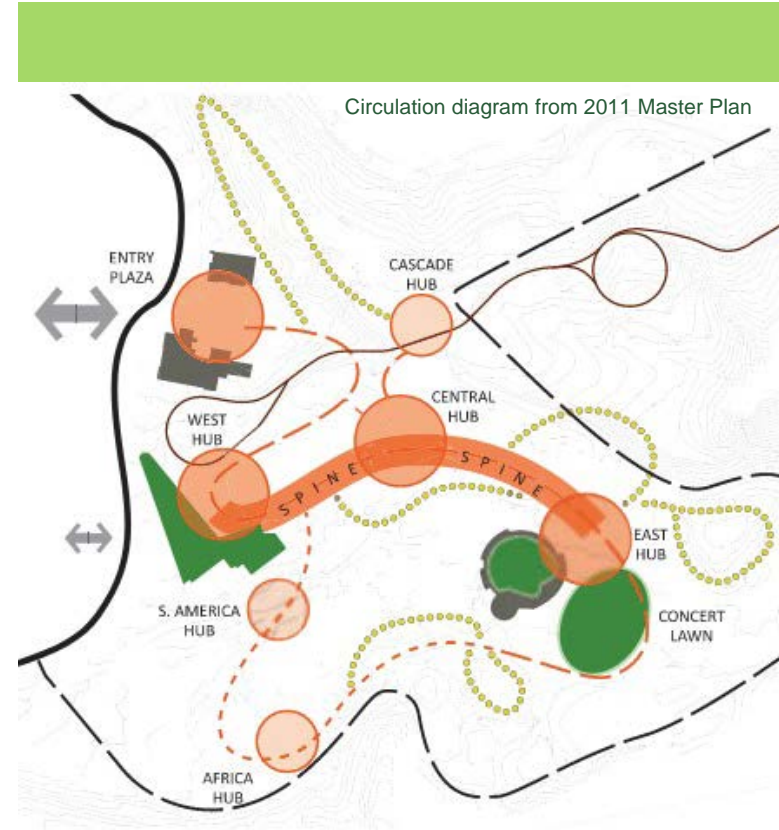 Circulation diagram from 2011 Master Plan
ENTRY
PLAZA
CASCADE
HUB
CENTRAL
HUB
WEST
HUB
SPINE
SPINE
EAST
HUB
S. AMERICA
HUB
CONCERT
LAWN
AFRICA
HUB